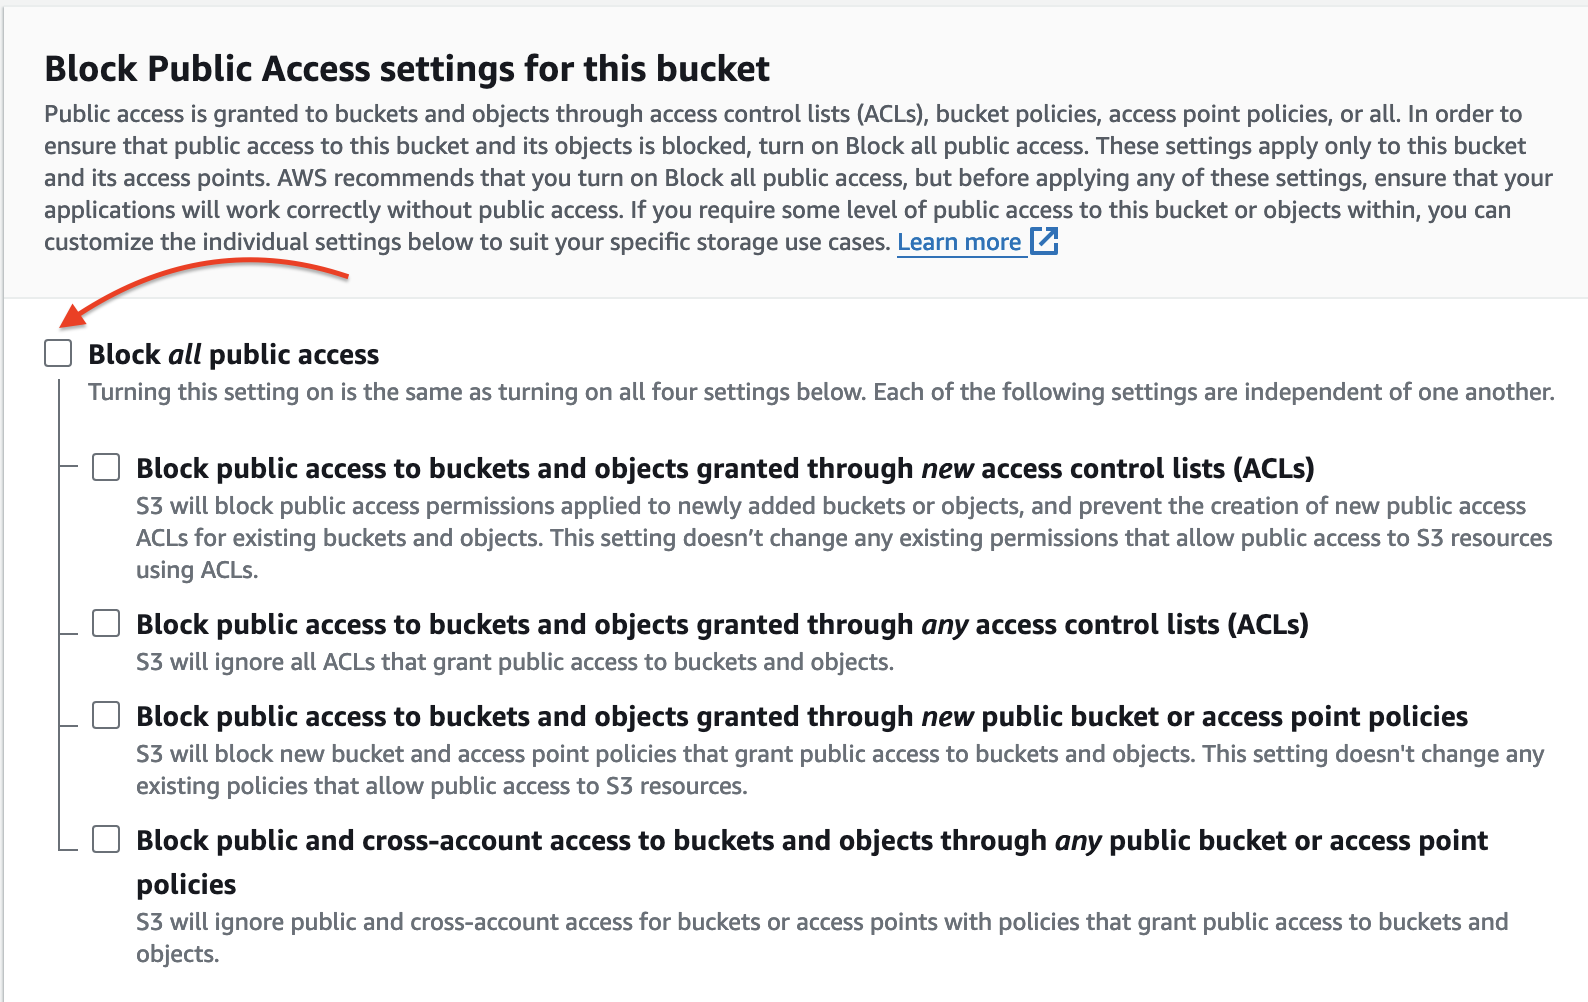 Block Public Access settings for this bucket
Public access is granted to buckets and objects through access control lists (ACLs), bucket policies, access point policies, or all. In order to
ensure that public access to this bucket and its objects is blocked, turn on Block all public access. These settings apply only to this bucket
and its access points. AWS recommends that you turn on Block all public access, but before applying any of these settings, ensure that your
applications will work correctly without public access. If you require some level of public access to this bucket or objects within, you can
customize the individual settings below to suit your specific storage use cases. Learn more
Block all public access
Turning this setting on is the same as turning on all four settings below. Each of the following settings are independent of one another.
Block public access to buckets and objects granted through new access control lists (ACLs)
S3 will block public access permissions applied to newly added buckets or objects, and prevent the creation of new public access
ACLs for existing buckets and objects. This setting doesn’t change any existing permissions that allow public access to S3 resources
using ACLs.
Block public access to buckets and objects granted through any access control lists (ACLs)
S3 will ignore all ACLs that grant public access to buckets and objects.
Block public access to buckets and objects granted through new public bucket or access point policies
S3 will block new bucket and access point policies that grant public access to buckets and objects. This setting doesn't change any
existing policies that allow public access to S3 resources.
Block public and cross-account access to buckets and objects through any public bucket or access point
policies
S3 will ignore public and cross-account access for buckets or access points with policies that grant public access to buckets and
objects.